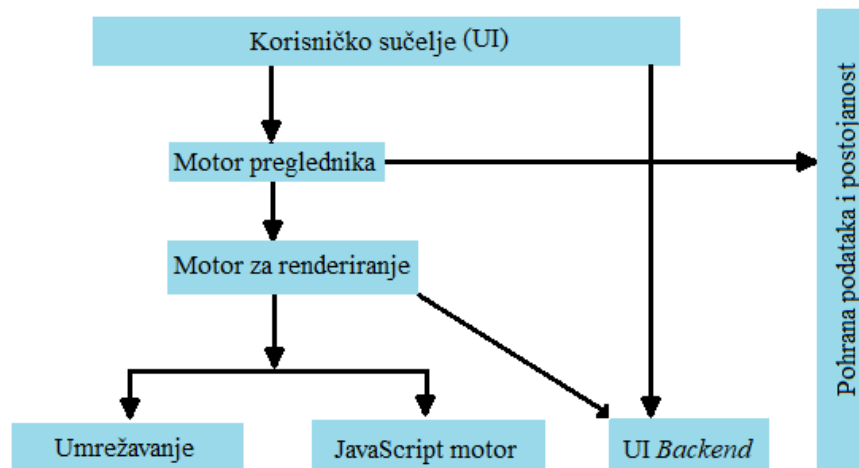 Korisničko sučelje (UI)
Motor preglednika
Motor za renderiranje
Umrežavanje
JavaScript motor
UI Backend
Pohrana podataka i postojanost